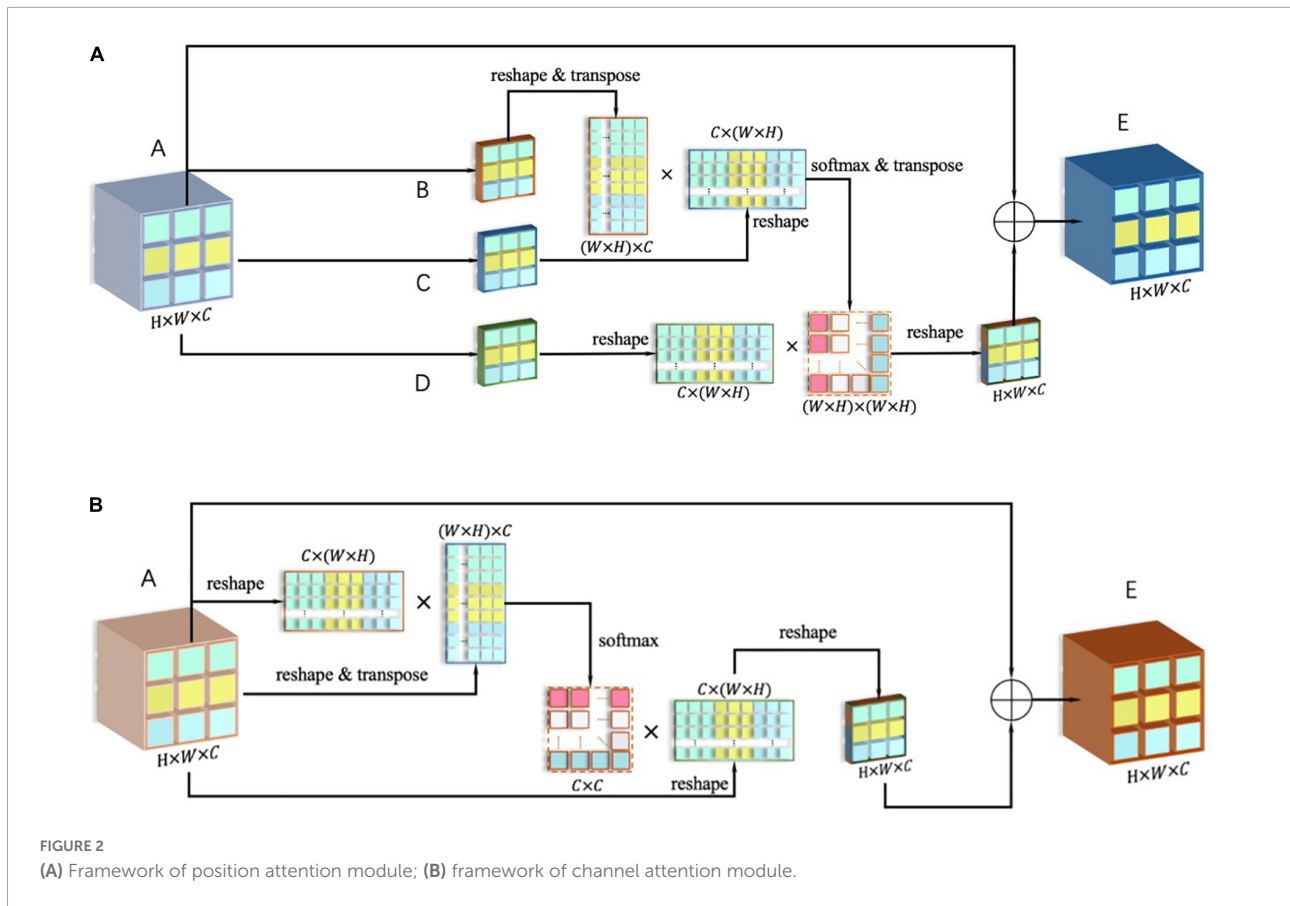 A
reshape & transpose
A
C×(W×H)
E
B
×
softmax & transpose
reshape
(W×H)×C
C
H×W×C
H×W×C
D
reshape
×
reshape
C×(W×H)
(W×H)×(W×H)
H×W×C
B
(W×H)×C
A
C×(W×H)
E
reshape
×
softmax
reshape
reshape & transpose
C×(W×H)
×
H×W×C
C×C
reshape
H×W×C
H×W×C
FIGURE 2
(A) Framework of position attention module; (B) framework of channel attention module.